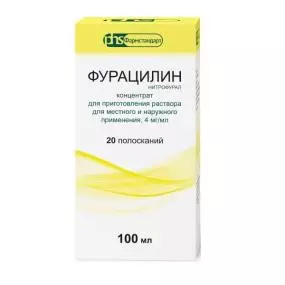 phs Фармстандарт
ФУРАЦИЛИН
НИТРОФУРАЛ
концентрат
для приготовления раствора
для местного и наружного
применения, 4 мг/мл
20 полосканий
100 мл